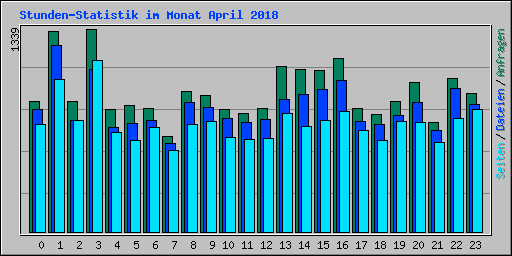 Stunden-Statistik im Monat April 2018
1339
Seiten / Dateien / Anfragen
0 1 2 3 4 5 6 7 8 9 10 11 12 13 14 15 16 17 18 19 20 21 22 23